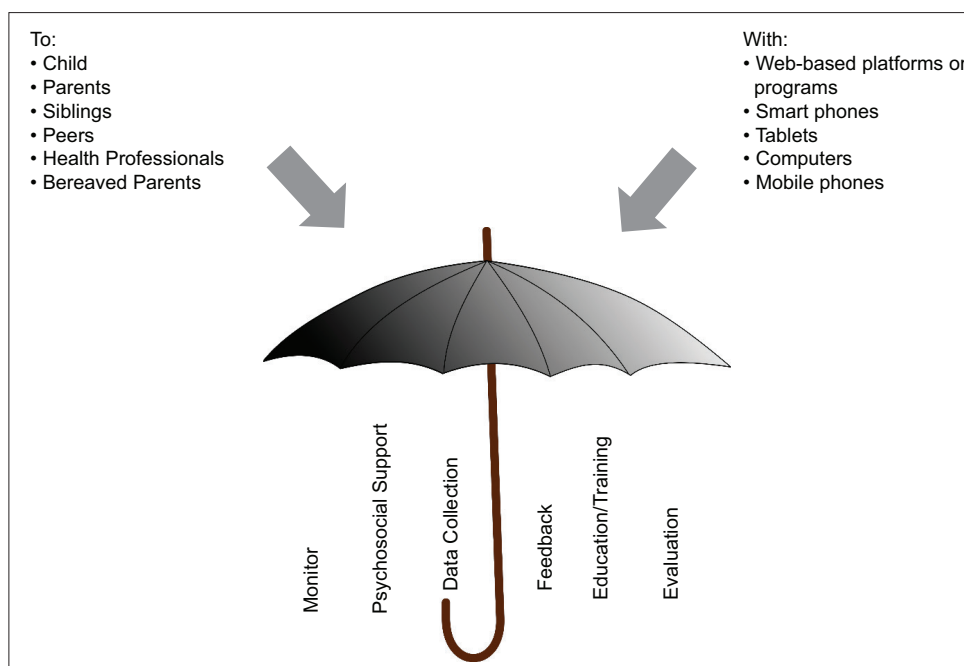 To:
• Child
• Parents
• Siblings
• Peers
• Health Professionals
• Bereaved Parents
With:
• Web-based platforms or
programs
• Smart phones
• Tablets
• Computers
• Mobile phones
Monitor
Psychosocial Support
Data Collection
Feedback
Education/Training
Evaluation